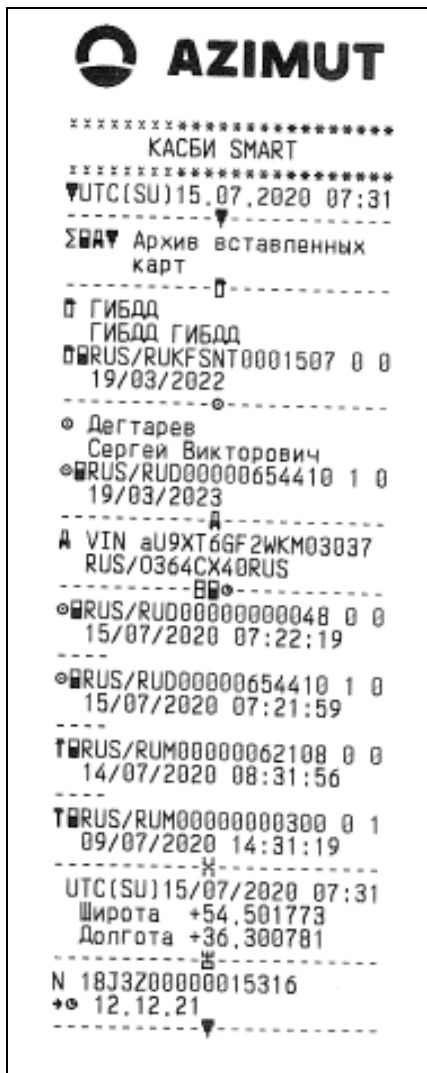 AZIMUT
КАСБИ SMART
▼UTC(SU)15.07.2020 07:31
Архив вставленных
карт
ГИБДД
ГИБДД ГИБДД
RUS/RUKFSNT0001507 0 0
19/03/2022
Дегтарев
Сергей Викторович
RUS/RUD00000654410 1 0
19/03/2023
A VIN aU9XT6GF2WKM03037
RUS/O364CX40RUS
RUS/RUD00000000048 0 0
15/07/2020 07:22:19
RUS/RUD00000654410 1 0
15/07/2020 07:21:59
RUS/RUM00000062108 0 0
14/07/2020 08:31:56
RUS/RUM00000000300 0 1
09/07/2020 14:31:19
UTC(SU)15/07/2020 07:31
Широта +54.501773
Долгота +36.300781
N 18J3Z00000015316
12.12.21